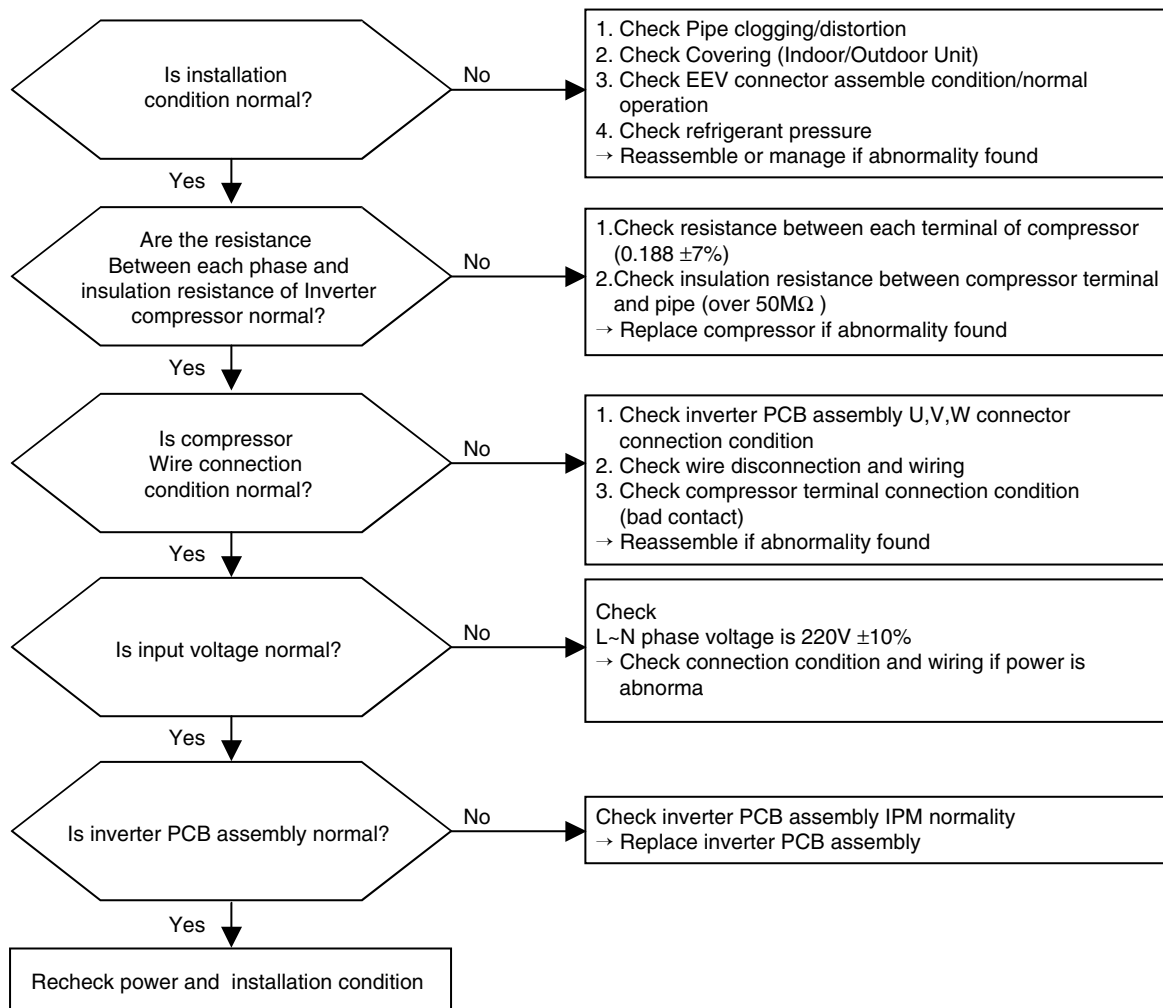 Is installation
condition normal?
No
1. Check Pipe clogging/distortion
2. Check Covering (Indoor/Outdoor Unit)
3. Check EEV connector assemble condition/normal
operation
4. Check refrigerant pressure
→ Reassemble or manage if abnormality found
Yes
Are the resistance
Between each phase and
insulation resistance of Inverter
compressor normal?
No
1.Check resistance between each terminal of compressor
(0.188 ±7%)
2.Check insulation resistance between compressor terminal
and pipe (over 50MΩ )
→ Replace compressor if abnormality found
Yes
Is compressor
Wire connection
condition normal?
No
1. Check inverter PCB assembly U,V,W connector
connection condition
2. Check wire disconnection and wiring
3. Check compressor terminal connection condition
(bad contact)
→ Reassemble if abnormality found
Yes
Is input voltage normal?
No
Check
L~N phase voltage is 220V ±10%
→ Check connection condition and wiring if power is
abnorma
Yes
Is inverter PCB assembly normal?
No
Check inverter PCB assembly IPM normality
→ Replace inverter PCB assembly
Yes
Recheck power and installation condition